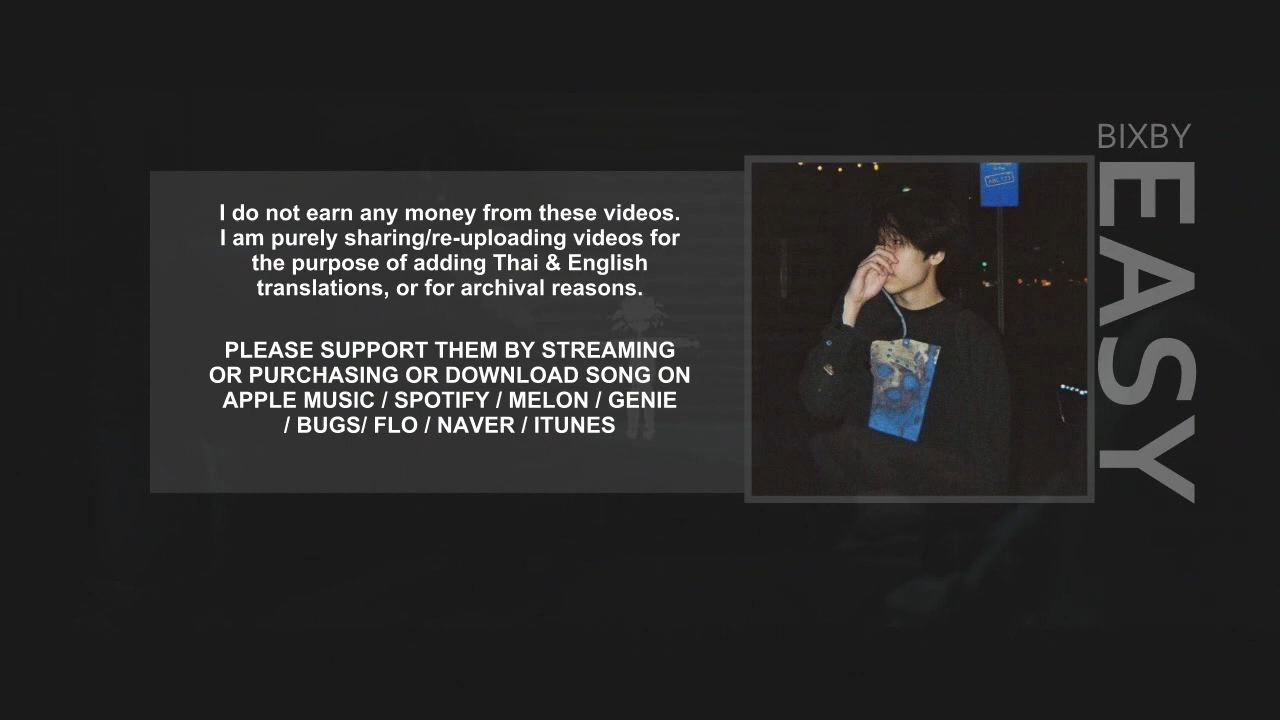 I do not earn any money from these videos.
I am purely sharing/re-uploading videos for
the purpose of adding Thai & English
translations, or for archival reasons.
PLEASE SUPPORT THEM BY STREAMING
OR PURCHASING OR DOWNLOAD SONG ON
APPLE MUSIC / SPOTIFY / MELON / GENIE
/ BUGS/ FLO / NAVER / ITUNES
BIXBY
EASY